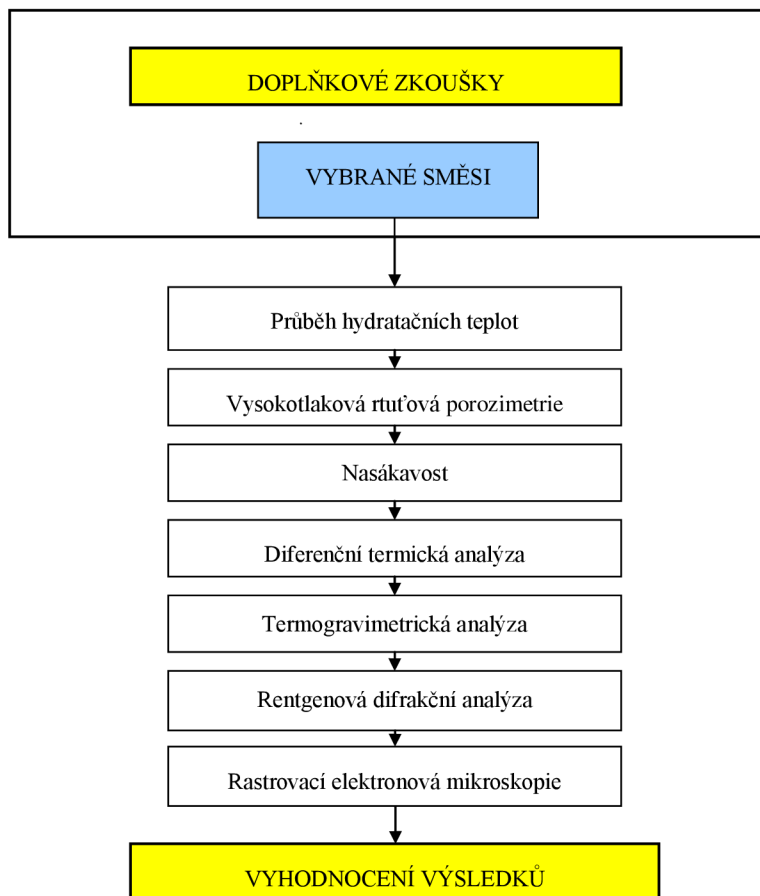 DOPLŇKOVÉ ZKOUŠKY
.
VYBRANÉ SMĚSI
Průběh hydratačních teplot
Vysokotlaková rtuťová porozimetrie
Nasákavost
Diferenční termická analýza
Termogravimetrická analýza
Rentgenová difrakční analýza
Rastrovací elektronová mikroskopie
VYHODNOCENÍ VÝSLEDKŮ